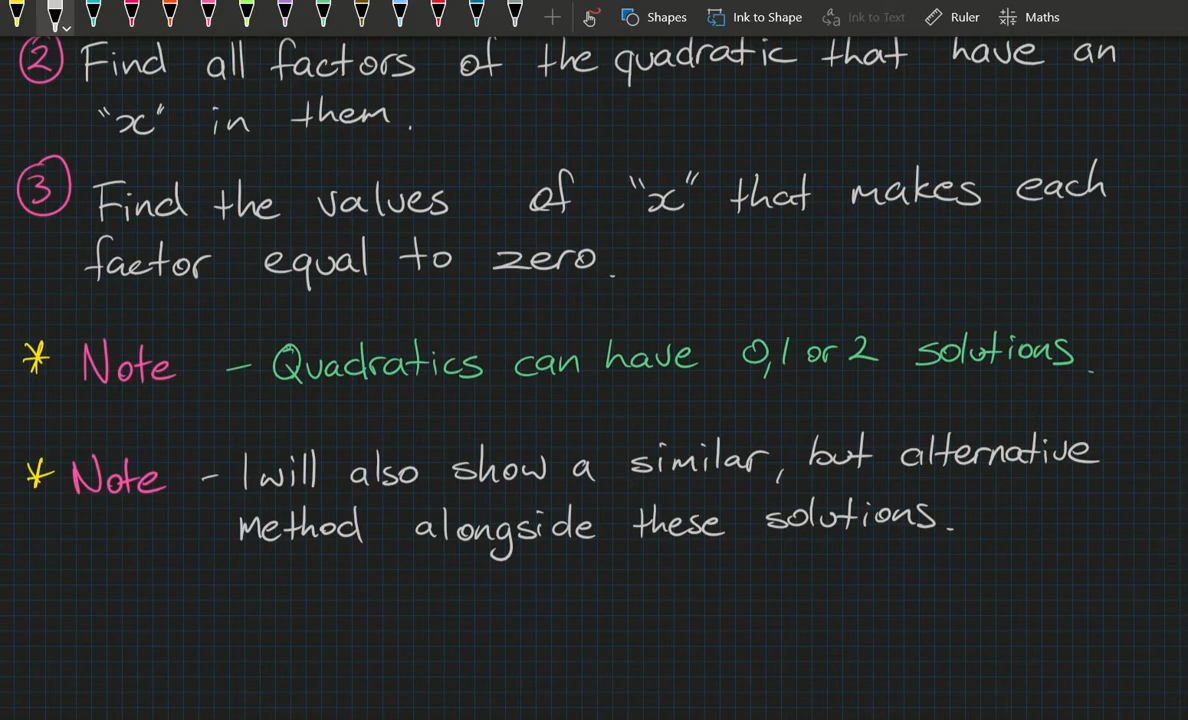 Shapes Ink to Shape Ink to Text Ruler Maths
② Find all factors of the quadratic that have an
"x" in them.
③ Find the values of "x" that makes each
factor equal to zero.
* Note - Quadratics can have 0,1 or 2 solutions.
* Note - I will also show a similar, but alternative
method alongside these solutions.